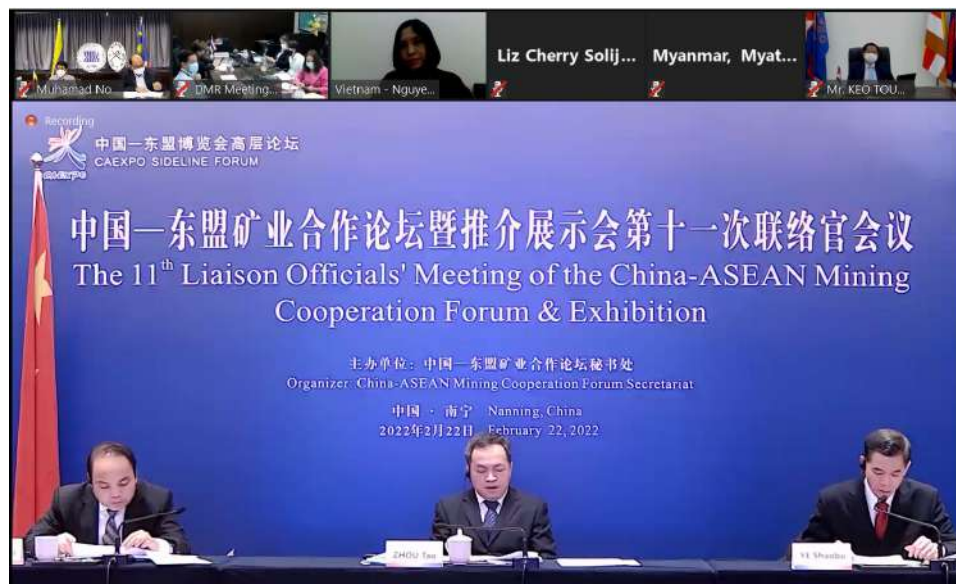 Muhamad No...
DMR Meeting...
Vietnam - Nguye...
Liz Cherry Solij...
Myanmar, Myat...
Mr. KEO TOU...
Recording
中国—东盟博览会高层论坛
CAEXPO SIDELINE FORUM
CAEXPO
中国—东盟矿业合作论坛暨推介展示会第十一次联络官会议
The 11th Liaison Officials' Meeting of the China-ASEAN Mining
Cooperation Forum & Exhibition
主办单位：中国—东盟矿业合作论坛秘书处
Organizer: China-ASEAN Mining Cooperation Forum Secretariat
中国 · 南宁 Nanning, China
2022年2月22日 February 22, 2022
ZHOU Tao
YE Shaobo